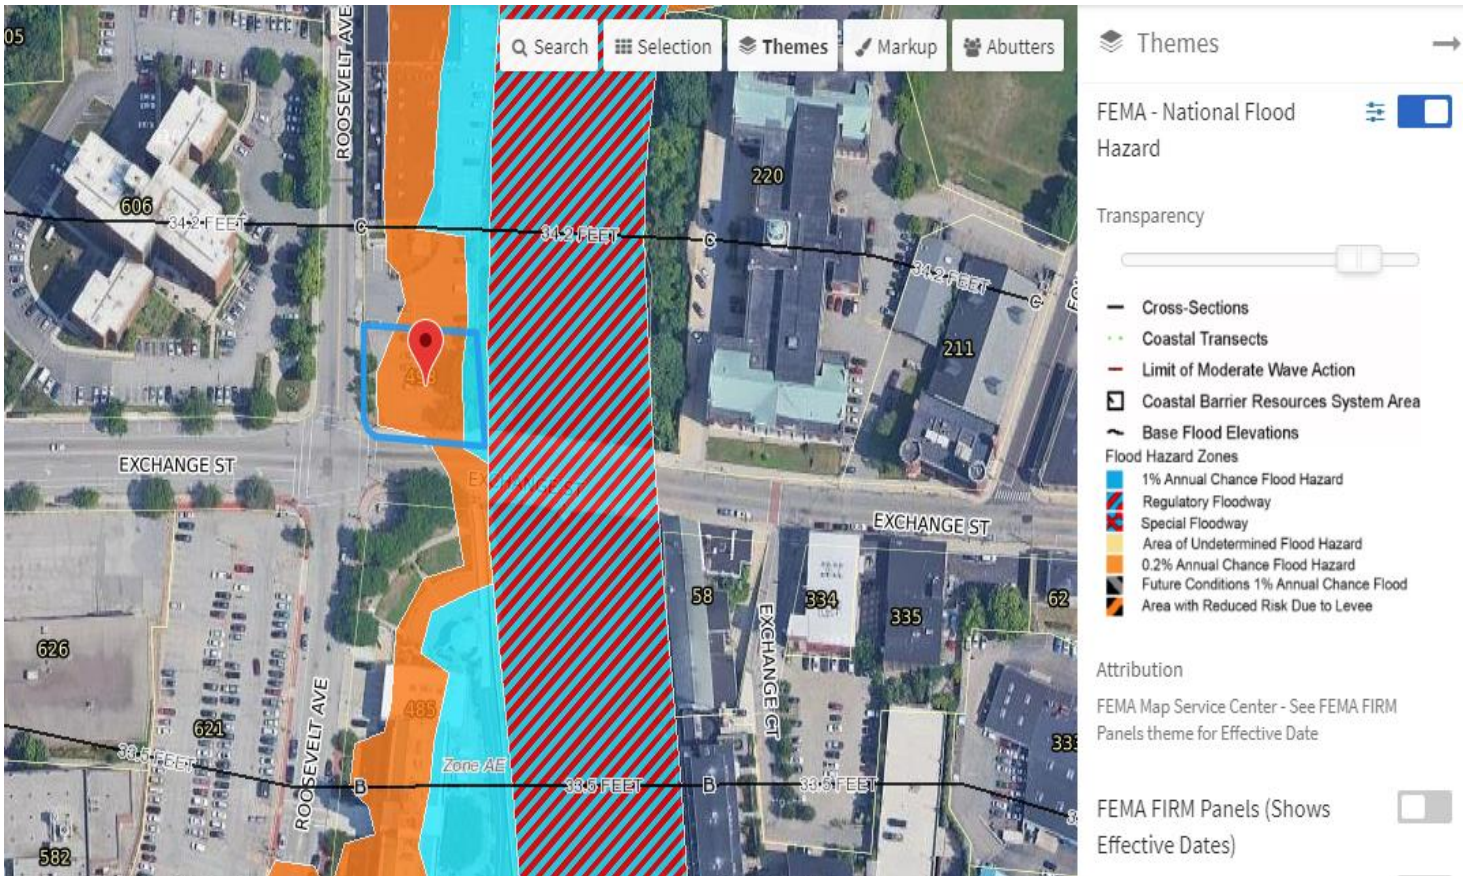 05
ROOSEVELT AVE
Search
Selection
Themes
Markup
Abutters
606
34.2 FEET
C
34.2 FEET
C
34.2 FEET
C
220
211
EXCHANGE ST
EXCHANGE ST
EXCHANGE ST
58
334
335
62
EXCHANGE CT
626
621
ROOSEVELT AVE
485
Zone AE
33.5 FEET
B
33.5 FEET
B
33.5 FEET
582
Themes
FEMA - National Flood
Hazard
Transparency
Cross-Sections
Coastal Transects
Limit of Moderate Wave Action
Coastal Barrier Resources System Area
Base Flood Elevations
Flood Hazard Zones
1% Annual Chance Flood Hazard
Regulatory Floodway
Special Floodway
Area of Undetermined Flood Hazard
0.2% Annual Chance Flood Hazard
Future Conditions 1% Annual Chance Flood
Area with Reduced Risk Due to Levee
Attribution
FEMA Map Service Center - See FEMA FIRM
Panels theme for Effective Date
FEMA FIRM Panels (Shows
Effective Dates)